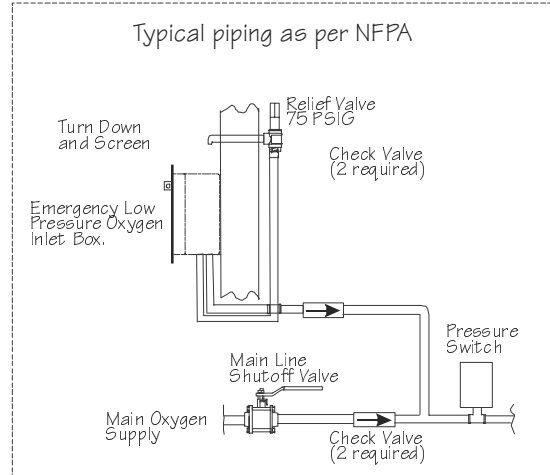 Typical piping as per NFPA
Relief Valve
75 PSIG
Turn Down
and Screen
Check Valve
(2 required)
Emergency Low
Pressure Oxygen
Inlet Box.
Pressure
Switch
Main Line
Shutoff Valve
Main Oxygen
Supply
Check Valve
(2 required)